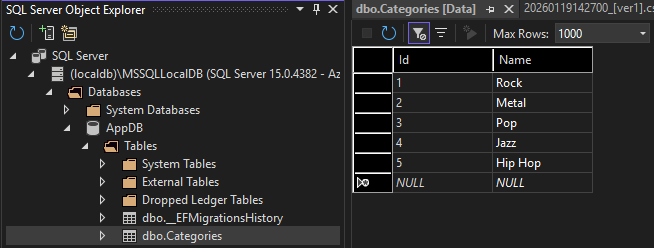 SQL Server Object Explorer
SQL Server
(localdb)\MSSQLLocalDB (SQL Server 15.0.4382 - Az
Databases
System Databases
AppDB
Tables
System Tables
External Tables
Dropped Ledger Tables
dbo.__EFMigrationsHistory
dbo.Categories
dbo.Categories [Data]
20260119142700_[ver1].cs
Max Rows: 1000
Id Name
1 Rock
2 Metal
3 Pop
4 Jazz
5 Hip Hop
NULL NULL